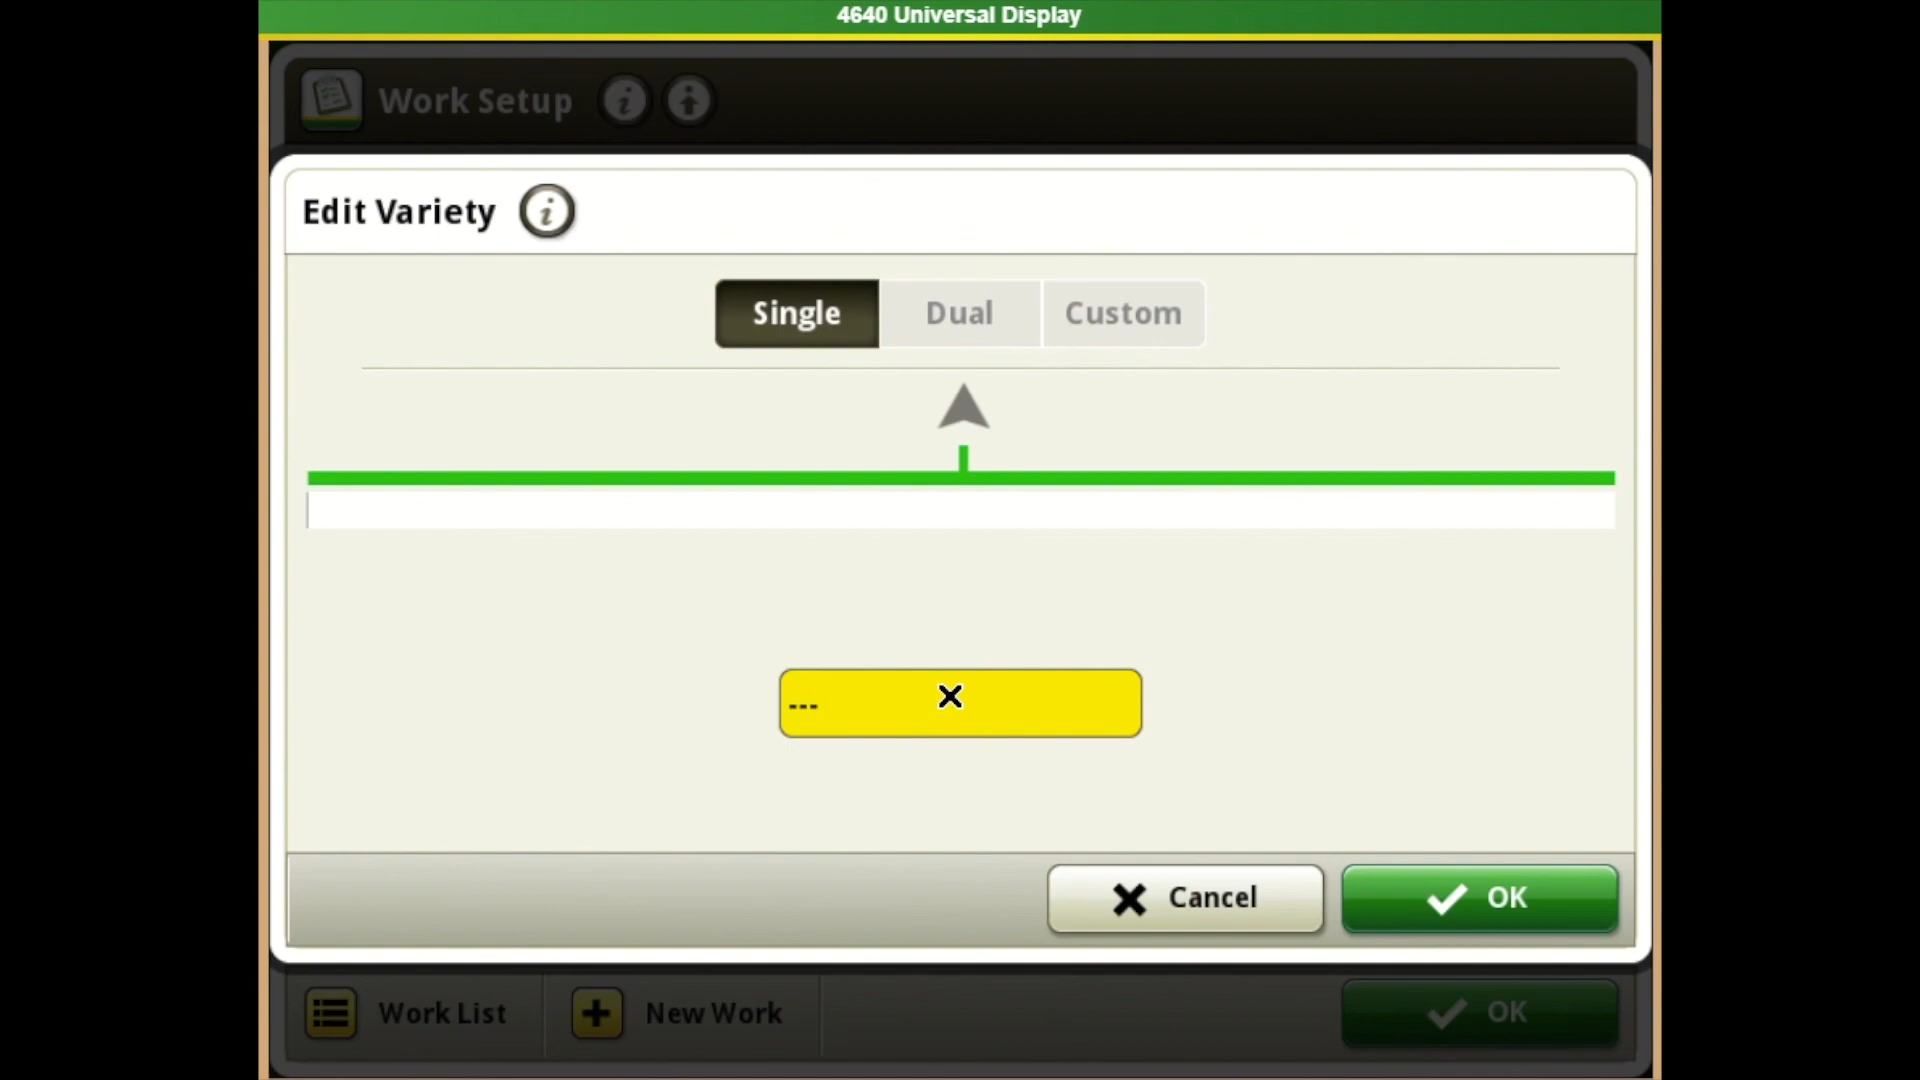 4640 Universal Display
Work Setup
Edit Variety
Single Dual Custom
---
Cancel OK
Work List New Work OK